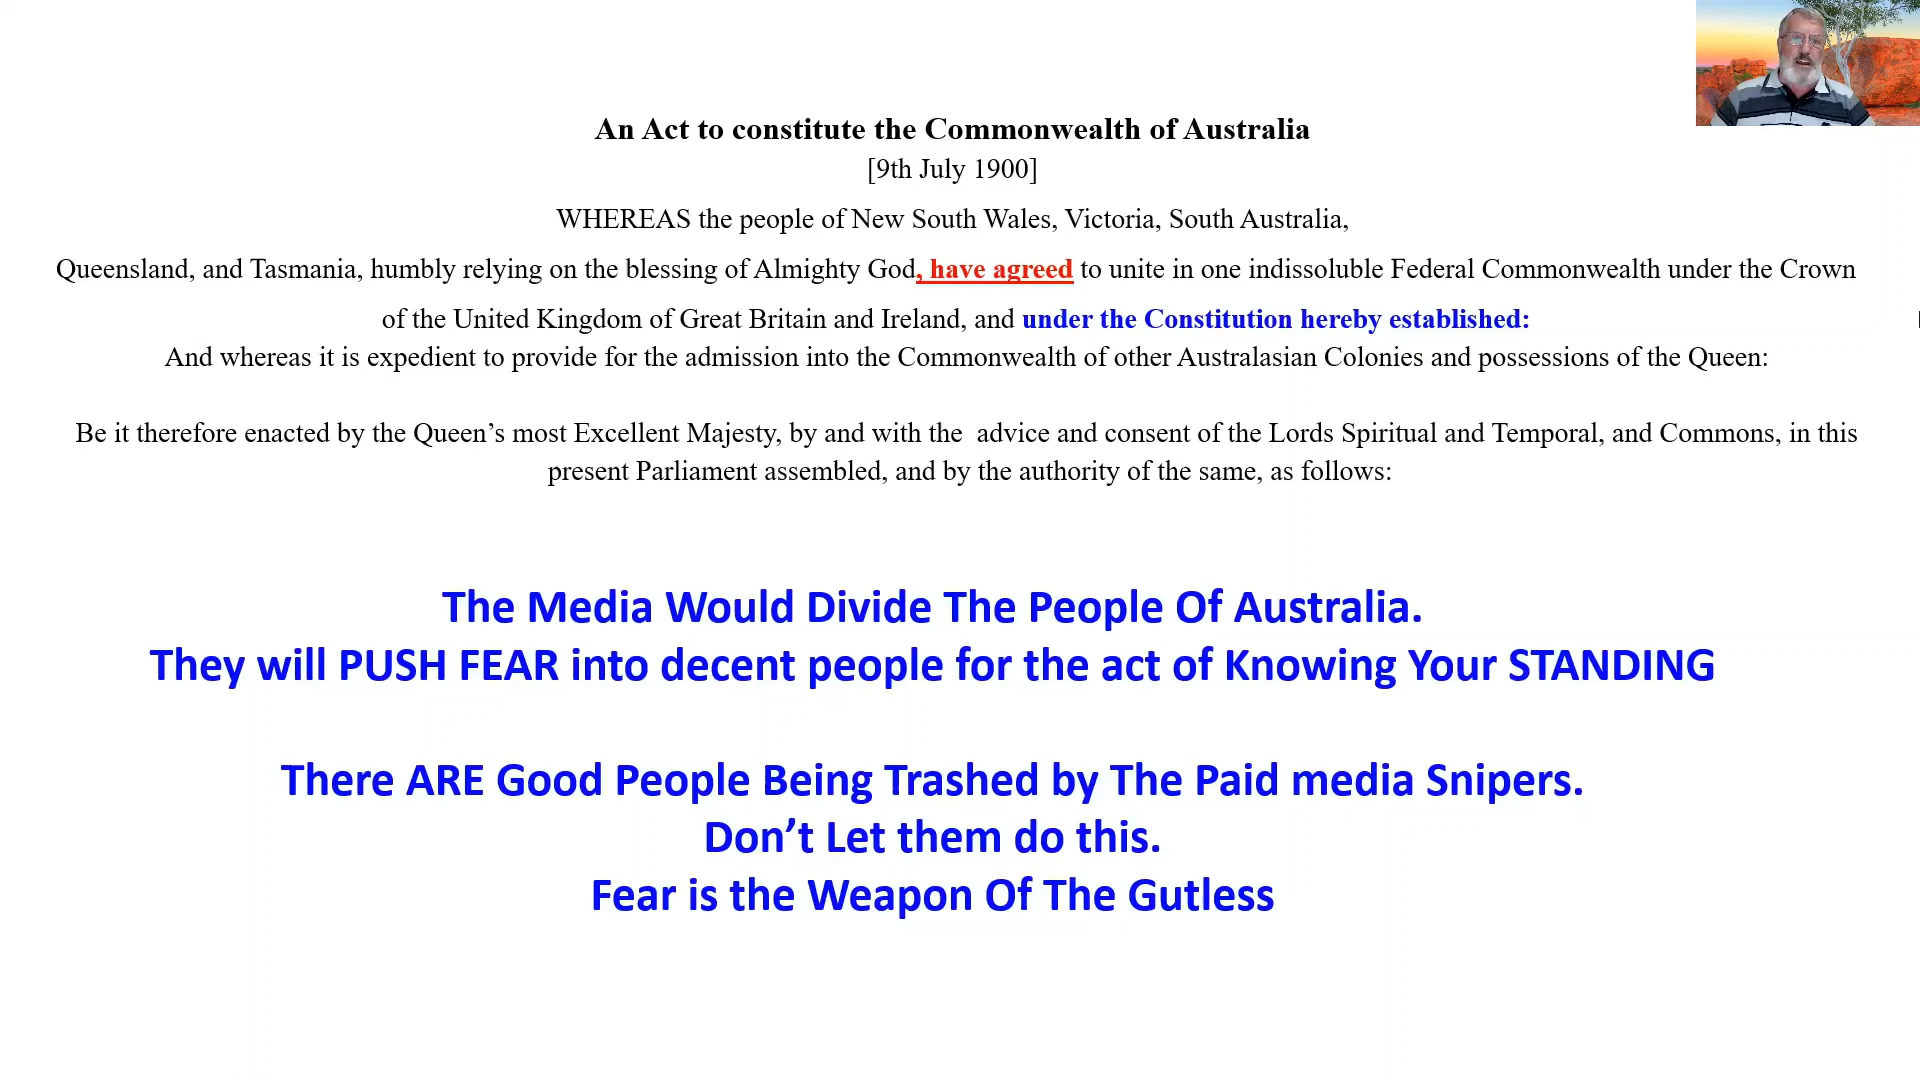 An Act to constitute the Commonwealth of Australia
[9th July 1900]
WHEREAS the people of New South Wales, Victoria, South Australia,
Queensland, and Tasmania, humbly relying on the blessing of Almighty God, have agreed to unite in one indissoluble Federal Commonwealth under the Crown
of the United Kingdom of Great Britain and Ireland, and under the Constitution hereby established:
And whereas it is expedient to provide for the admission into the Commonwealth of other Australasian Colonies and possessions of the Queen:
Be it therefore enacted by the Queen’s most Excellent Majesty, by and with the  advice and consent of the Lords Spiritual and Temporal, and Commons, in this
present Parliament assembled, and by the authority of the same, as follows:
The Media Would Divide The People Of Australia.
They will PUSH FEAR into decent people for the act of Knowing Your STANDING
There ARE Good People Being Trashed by The Paid media Snipers.
Don’t Let them do this.
Fear is the Weapon Of The Gutless